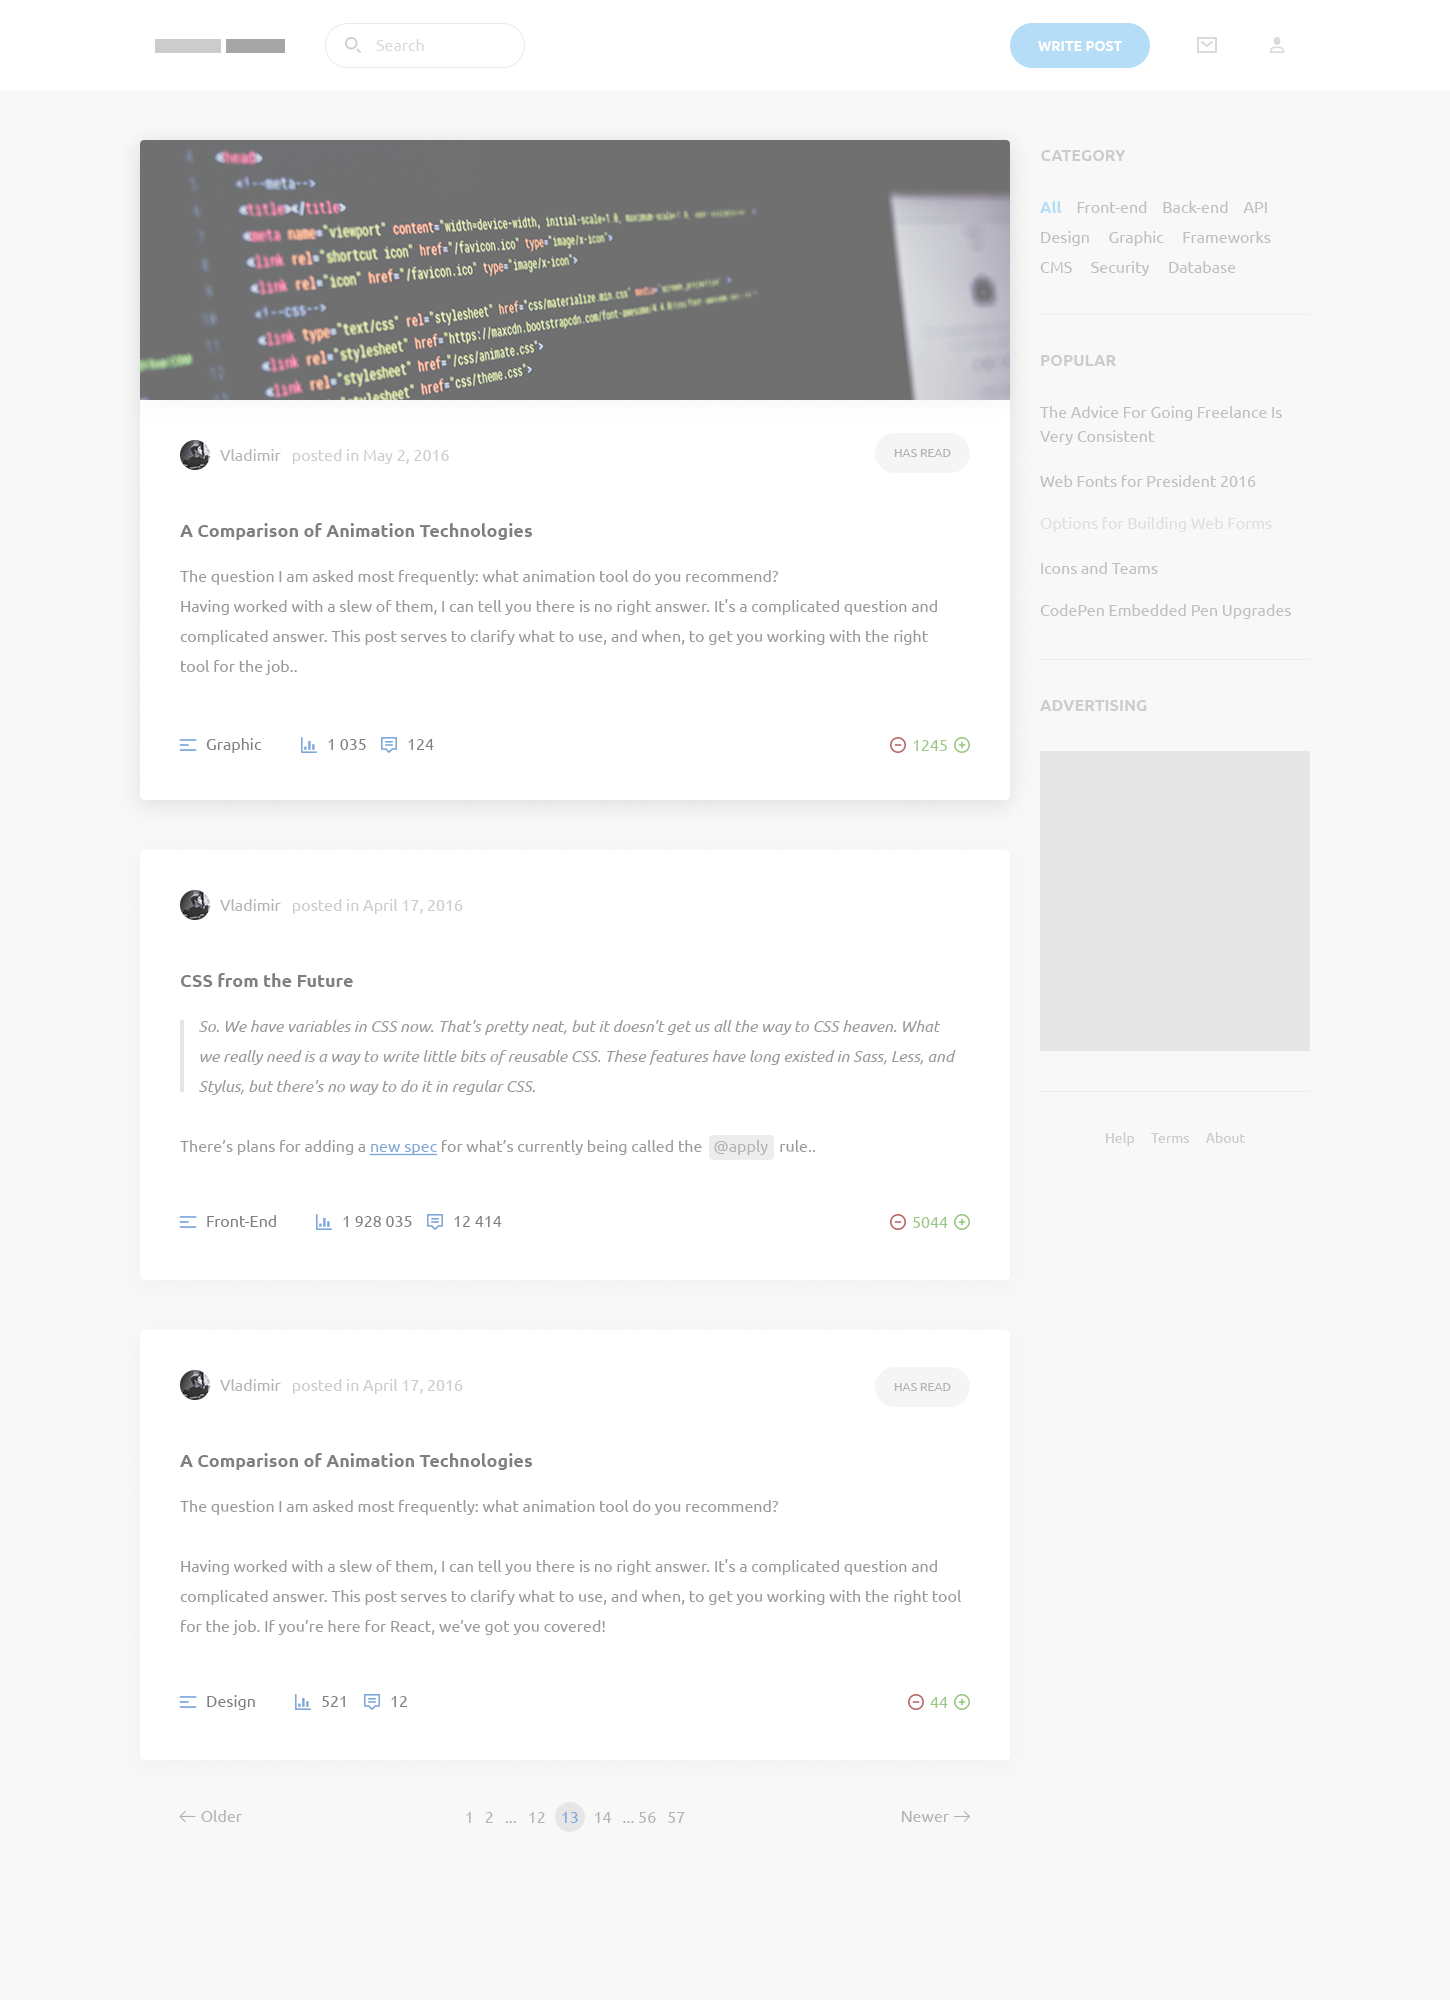 Search
WRITE POST
<head>
<!--meta-->
<title></title>
<meta name="viewport" content="width=device-width, initial-scale=1.0, maximum-scale=1.0,
<link rel="shortcut icon" href="/favicon.ico" type="image/x-icon">
<link rel="icon" href="/favicon.ico" type="image/x-icon">
<!--css-->
<link type="text/css" rel="stylesheet" href="css/materialize.min.css" media="screen,projection" >
<link rel="stylesheet" href="https://maxcdn.bootstrapcdn.com/font-awesome/4.4.0/css/font-awesome.min.css">
<link rel="stylesheet" href="/css/animate.css">
<link rel="stylesheet" href="css/theme.css">
Vladimir posted in May 2, 2016
HAS READ
A Comparison of Animation Technologies
The question I am asked most frequently: what animation tool do you recommend?
Having worked with a slew of them, I can tell you there is no right answer. It's a complicated question and
complicated answer. This post serves to clarify what to use, and when, to get you working with the right
tool for the job..
Graphic 1 035 124
1245
Vladimir posted in April 17, 2016
CSS from the Future
So. We have variables in CSS now. That's pretty neat, but it doesn't get us all the way to CSS heaven. What
we really need is a way to write little bits of reusable CSS. These features have long existed in Sass, Less, and
Stylus, but there's no way to do it in regular CSS.
There’s plans for adding a new spec for what’s currently being called the @apply rule..
Front-End 1 928 035 12 414
5044
Vladimir posted in April 17, 2016
HAS READ
A Comparison of Animation Technologies
The question I am asked most frequently: what animation tool do you recommend?
Having worked with a slew of them, I can tell you there is no right answer. It's a complicated question and
complicated answer. This post serves to clarify what to use, and when, to get you working with the right tool
for the job. If you’re here for React, we’ve got you covered!
Design 521 12
44
Older
1 2 ... 12 13 14 ... 56 57
Newer
CATEGORY
All Front-end Back-end API
Design Graphic Frameworks
CMS Security Database
POPULAR
The Advice For Going Freelance Is
Very Consistent
Web Fonts for President 2016
Options for Building Web Forms
Icons and Teams
CodePen Embedded Pen Upgrades
ADVERTISING
Help Terms About